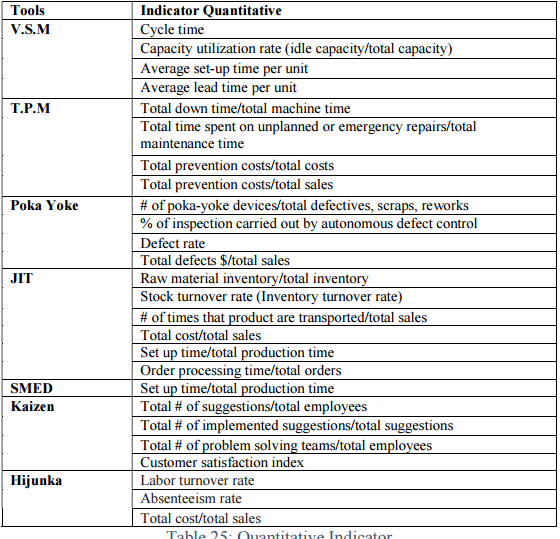 Tools Indicator Quantitative
V.S.M Cycle time
Capacity utilization rate (idle capacity/total capacity)
Average set-up time per unit
Average lead time per unit
T.P.M Total down time/total machine time
Total time spent on unplanned or emergency repairs/total
maintenance time
Total prevention costs/total costs
Total prevention costs/total sales
Poka Yoke # of poka-yoke devices/total defectives, scraps, reworks
% of inspection carried out by autonomous defect control
Defect rate
Total defects $/total sales
JIT Raw material inventory/total inventory
Stock turnover rate (Inventory turnover rate)
# of times that product are transported/total sales
Total cost/total sales
Set up time/total production time
Order processing time/total orders
SMED Set up time/total production time
Kaizen Total # of suggestions/total employees
Total # of implemented suggestions/total suggestions
Total # of problem solving teams/total employees
Customer satisfaction index
Hijunka Labor turnover rate
Absenteeism rate
Total cost/total sales
Table 25: Quantitative Indicator